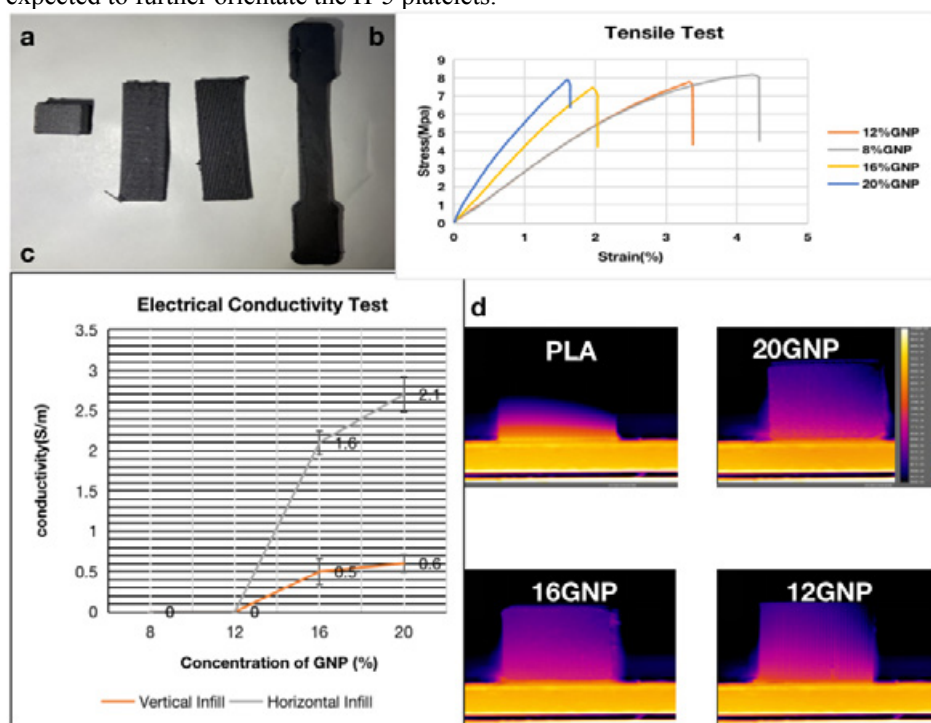 expected to further orientate the H-5 platelets.
a
b
Tensile Test
Stress(Mpa)
9
8
7
6
5
4
3
2
1
0
0 1 2 3 4 5
Strain(%)
12%GNP
8%GNP
16%GNP
20%GNP
c
Electrical Conductivity Test
conductivity(S/m)
3.5
3
2.5
2
1.5
1
0.5
0
2.1
1.6
0.5
0.6
0
0
8 12 16 20
Concentration of GNP (%)
Vertical Infill Horizontal Infill
d
PLA
20GNP
16GNP
12GNP